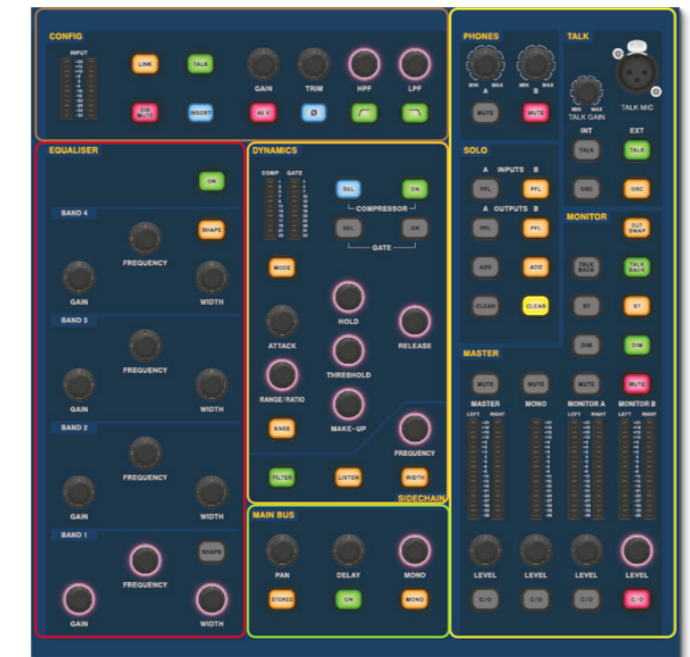 CONFIG
INPUT
LINK
TALK
GAIN
TRIM
HPF
LPF
CHN MUTE
INSERT
48 V
Ø
PHONES
MIN MAX MIN MAX
A B
MUTE MUTE
TALK
MIN MAX
TALK GAIN
TALK MIC
INT EXT
TALK TALK
OSC OSC
EQUALISER
ON
BAND 4
SHAPE
FREQUENCY
GAIN WIDTH
BAND 3
FREQUENCY
GAIN WIDTH
BAND 2
FREQUENCY
GAIN WIDTH
BAND 1
SHAPE
FREQUENCY
GAIN WIDTH
DYNAMICS
COMP GATE
SEL ON
COMPRESSOR
SEL ON
GATE
MODE
HOLD
ATTACK RELEASE
THRESHOLD
RANGE/RATIO
KNEE
MAKE-UP
FREQUENCY
FILTER LISTEN WIDTH
SIDECHAIN
MAIN BUS
PAN DELAY MONO
STEREO ON MONO
SOLO
A INPUTS B
PFL PFL
A OUTPUTS B
PFL PFL
ADD ADD
CLEAR CLEAR
MONITOR
OUT SWAP
TALK BACK TALK BACK
ST ST
DIM DIM
MASTER
MUTE MUTE MUTE MUTE
MASTER MONO MONITOR A MONITOR B
LEFT RIGHT LEFT RIGHT LEFT RIGHT
LEVEL LEVEL LEVEL LEVEL
C/O C/O C/O C/O